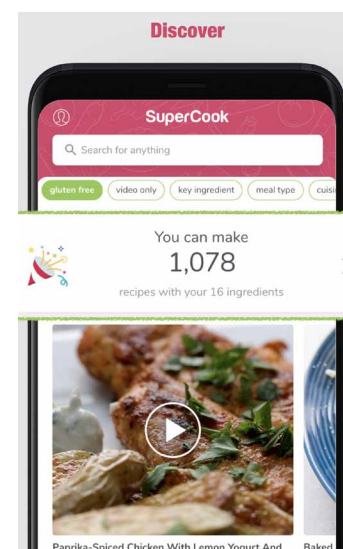 Discover
SuperCook
Search for anything
gluten free
video only
key ingredient
meal type
You can make
1,078
recipes with your 16 ingredients
Paprika-Spiced Chicken With Lemon Yogurt And
Baked